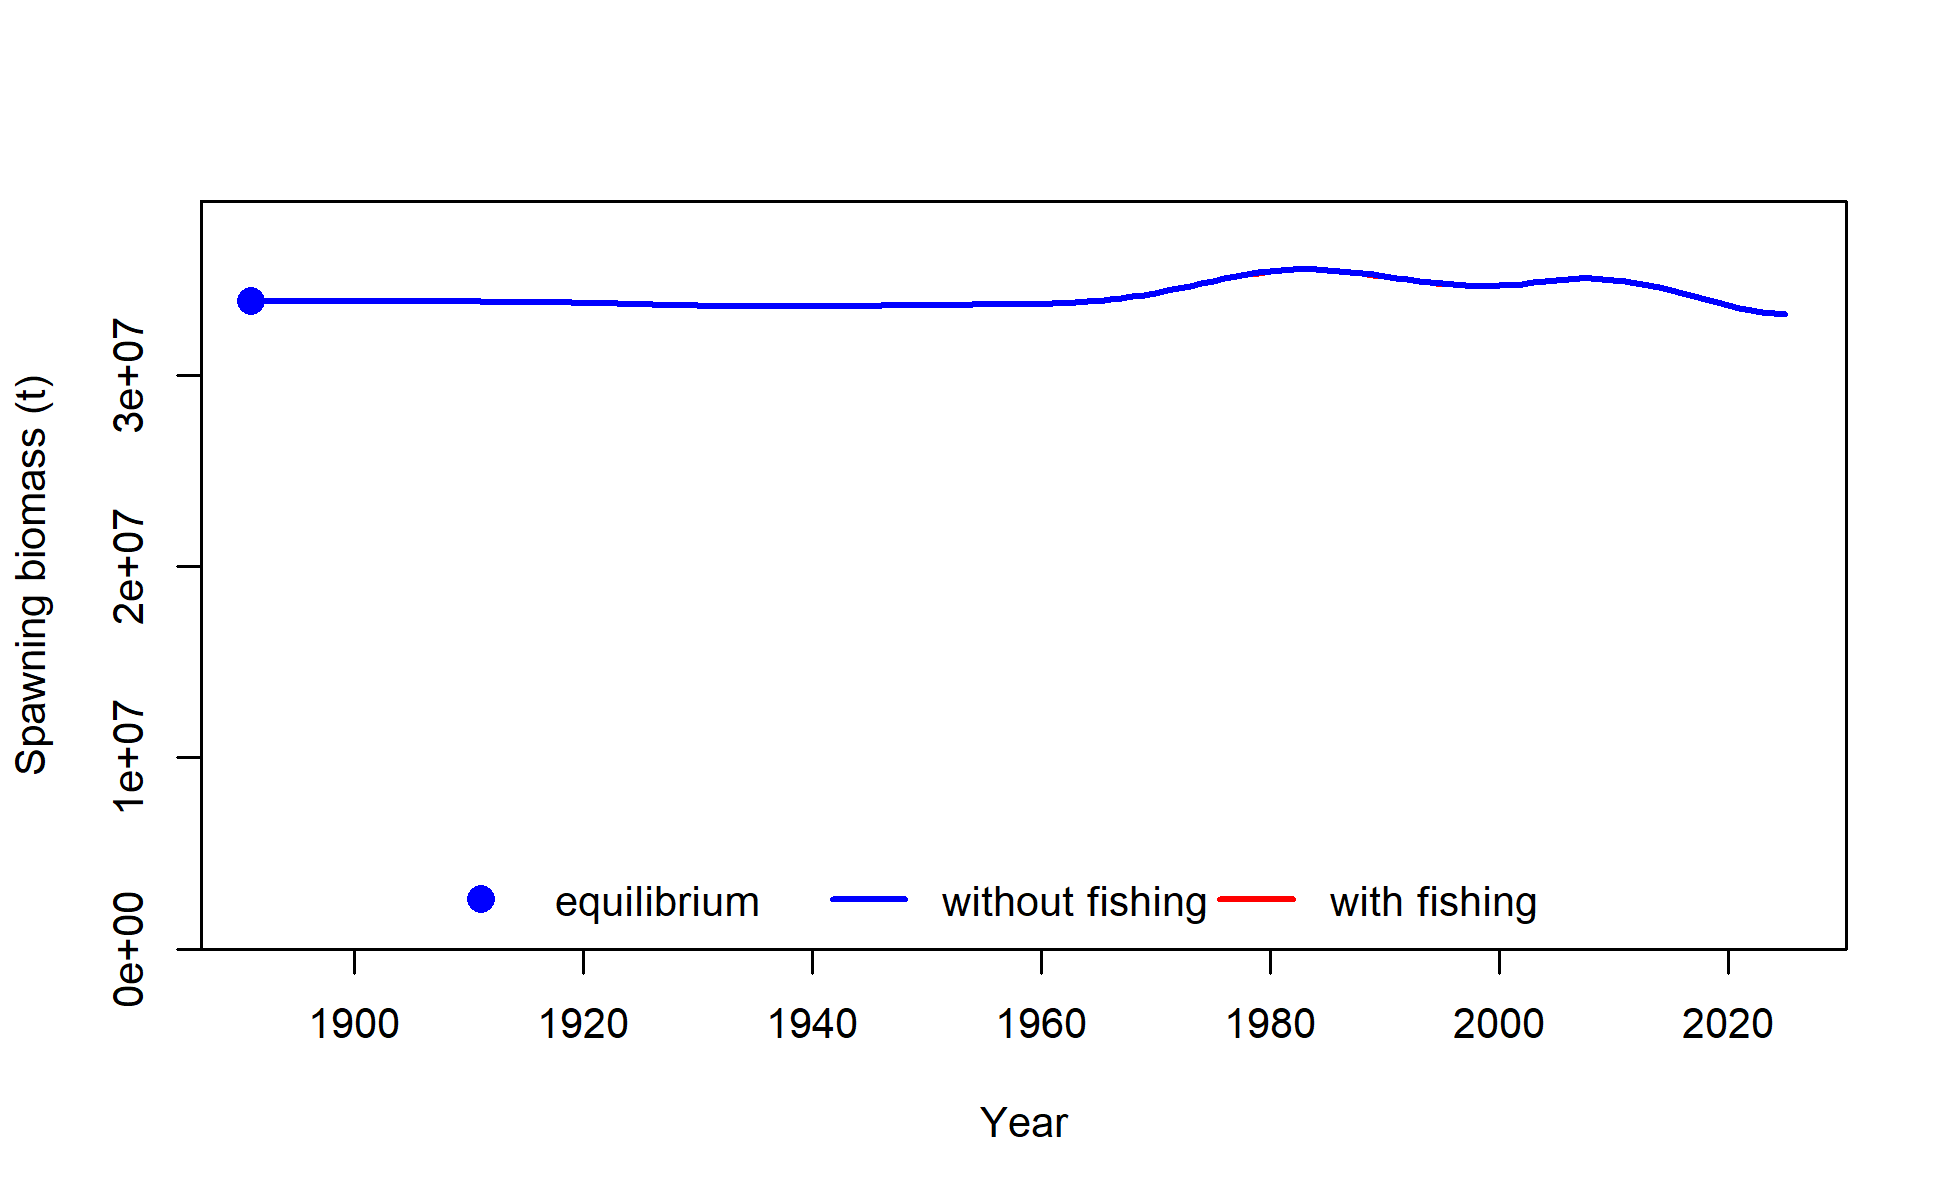 Spawning biomass (t)
3e+07
2e+07
1e+07
0e+00
equilibrium without fishing with fishing
1900 1920 1940 1960 1980 2000 2020
Year